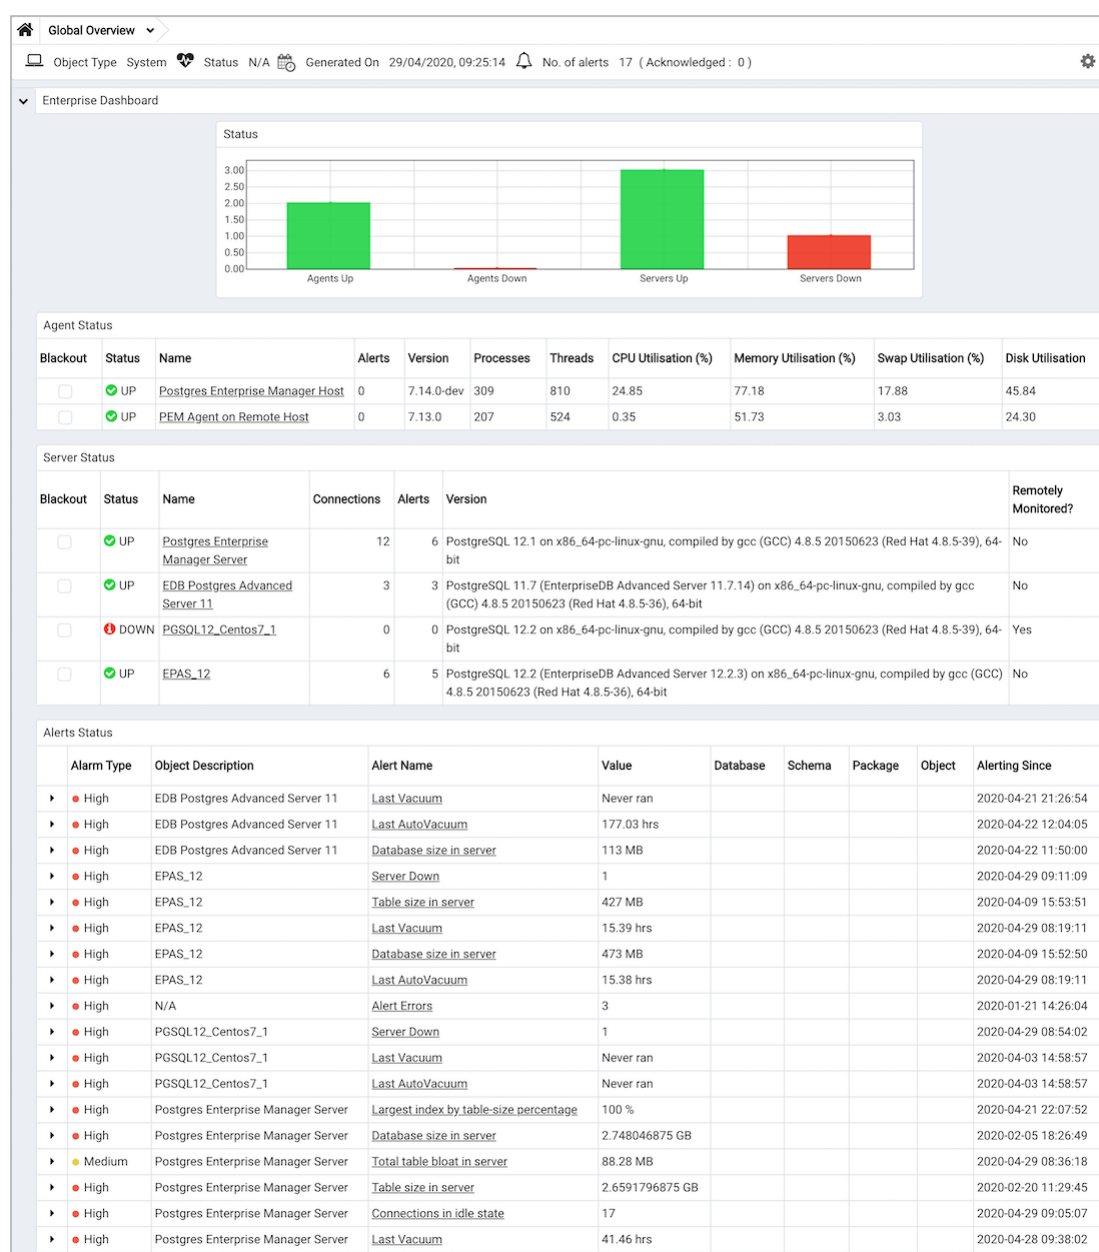 Global Overview
Object Type System Status N/A Generated On 29/04/2020, 09:25:14 No. of alerts 17 ( Acknowledged : 0 )
Enterprise Dashboard
Status
3.00
2.50
2.00
1.50
1.00
0.50
0.00
Agents Up Agents Down Servers Up Servers Down
Agent Status
Blackout Status Name Alerts Version Processes Threads CPU Utilisation (%) Memory Utilisation (%) Swap Utilisation (%) Disk Utilisation
UP Postgres Enterprise Manager Host 0 7.14.0-dev 309 810 24.85 77.18 17.88 45.84
UP PEM Agent on Remote Host 0 7.13.0 207 524 0.35 51.73 3.03 24.30
Server Status
Blackout Status Name Connections Alerts Version Remotely
Monitored?
UP Postgres Enterprise 12 6 PostgreSQL 12.1 on x86_64-pc-linux-gnu, compiled by gcc (GCC) 4.8.5 20150623 (Red Hat 4.8.5-39), 64- No
Manager Server bit
UP EDB Postgres Advanced 3 3 PostgreSQL 11.7 (EnterpriseDB Advanced Server 11.7.14) on x86_64-pc-linux-gnu, compiled by gcc No
Server 11 (GCC) 4.8.5 20150623 (Red Hat 4.8.5-36), 64-bit
DOWN PGSQL12_Centos7_1 0 0 PostgreSQL 12.2 on x86_64-pc-linux-gnu, compiled by gcc (GCC) 4.8.5 20150623 (Red Hat 4.8.5-39), 64- Yes
bit
UP EPAS_12 6 5 PostgreSQL 12.2 (EnterpriseDB Advanced Server 12.2.3) on x86_64-pc-linux-gnu, compiled by gcc (GCC) No
4.8.5 20150623 (Red Hat 4.8.5-36), 64-bit
Alerts Status
Alarm Type Object Description Alert Name Value Database Schema Package Object Alerting Since
High EDB Postgres Advanced Server 11 Last Vacuum Never ran 2020-04-21 21:26:54
High EDB Postgres Advanced Server 11 Last AutoVacuum 177.03 hrs 2020-04-22 12:04:05
High EDB Postgres Advanced Server 11 Database size in server 113 MB 2020-04-22 11:50:00
High EPAS_12 Server Down 1 2020-04-29 09:11:09
High EPAS_12 Table size in server 427 MB 2020-04-09 15:53:51
High EPAS_12 Last Vacuum 15.39 hrs 2020-04-29 08:19:11
High EPAS_12 Database size in server 473 MB 2020-04-09 15:52:50
High EPAS_12 Last AutoVacuum 15.38 hrs 2020-04-29 08:19:11
High N/A Alert Errors 3 2020-01-21 14:26:04
High PGSQL12_Centos7_1 Server Down 1 2020-04-29 08:54:02
High PGSQL12_Centos7_1 Last Vacuum Never ran 2020-04-03 14:58:57
High PGSQL12_Centos7_1 Last AutoVacuum Never ran 2020-04-03 14:58:57
High Postgres Enterprise Manager Server Largest index by table-size percentage 100 % 2020-04-21 22:07:52
High Postgres Enterprise Manager Server Database size in server 2.748046875 GB 2020-02-05 18:26:49
Medium Postgres Enterprise Manager Server Total table bloat in server 88.28 MB 2020-04-29 08:36:18
High Postgres Enterprise Manager Server Table size in server 2.6591796875 GB 2020-02-20 11:29:45
High Postgres Enterprise Manager Server Connections in idle state 17 2020-04-29 09:05:07
High Postgres Enterprise Manager Server Last Vacuum 41.46 hrs 2020-04-28 09:38:02